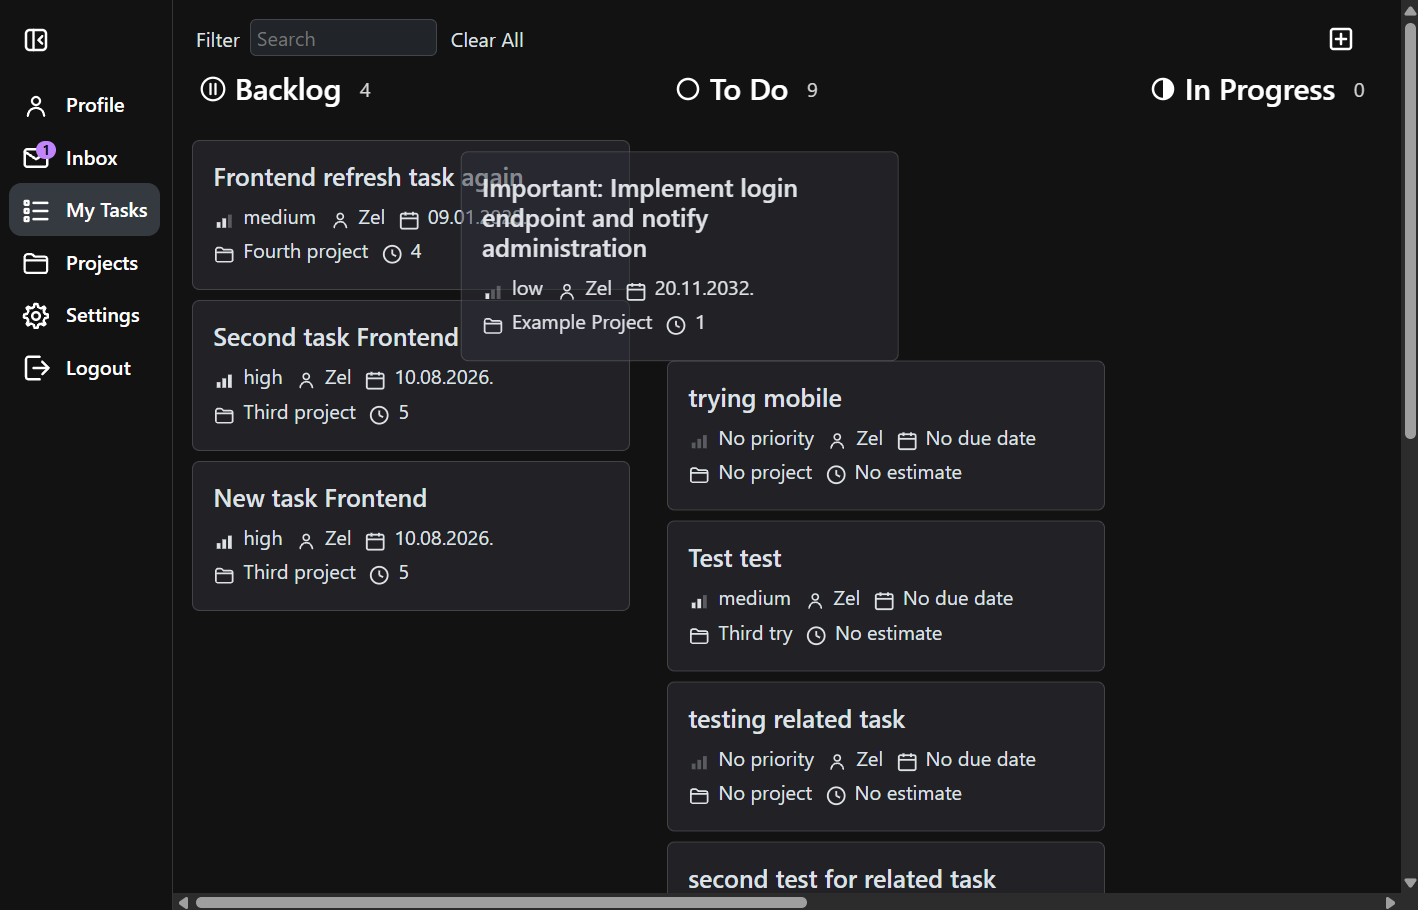 Profile
1
Inbox
My Tasks
Projects
Settings
Logout
Filter Search Clear All
Backlog 4
Frontend refresh task again
medium Zel 09.01.
Fourth project 4
Second task Frontend
high Zel 10.08.2026.
Third project 5
New task Frontend
high Zel 10.08.2026.
Third project 5
To Do 9
Important: Implement login
endpoint and notify
administration
low Zel 20.11.2032.
Example Project 1
trying mobile
No priority Zel No due date
No project No estimate
Test test
medium Zel No due date
Third try No estimate
testing related task
No priority Zel No due date
No project No estimate
second test for related task
In Progress 0